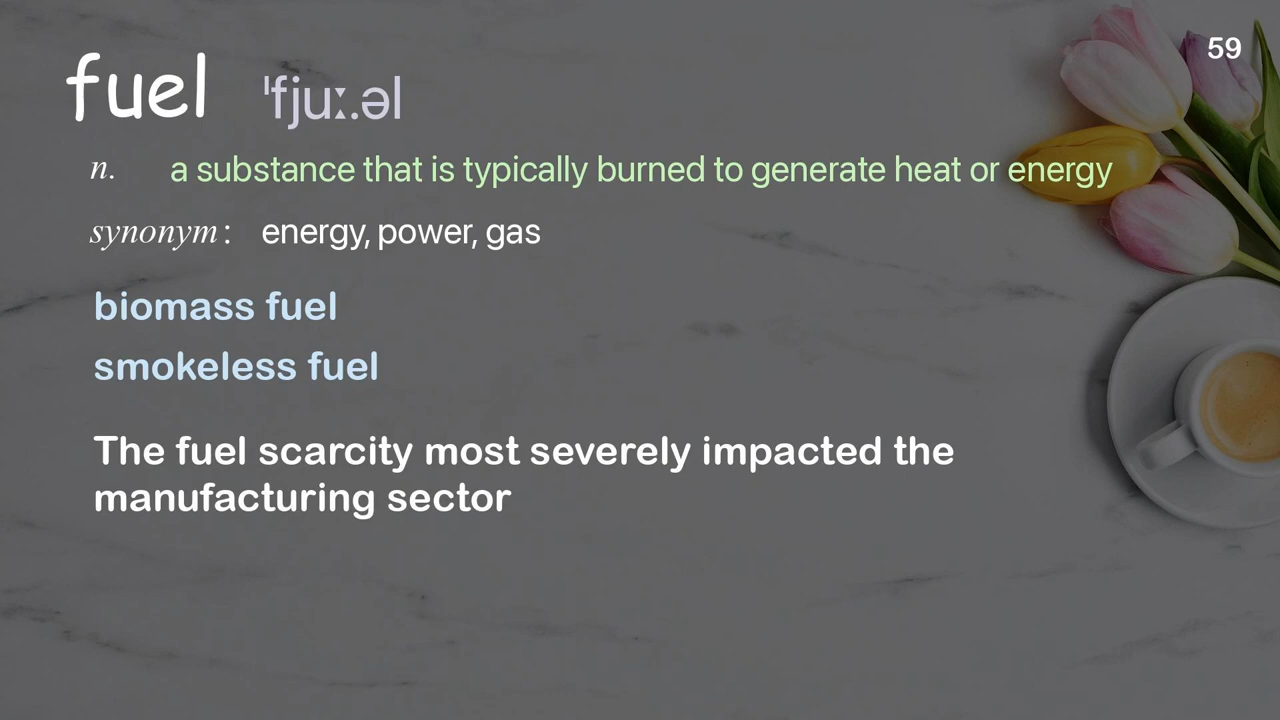 59
fuel ˈfjuː.əl
n. a substance that is typically burned to generate heat or energy
synonym: energy, power, gas
biomass fuel
smokeless fuel
The fuel scarcity most severely impacted the
manufacturing sector